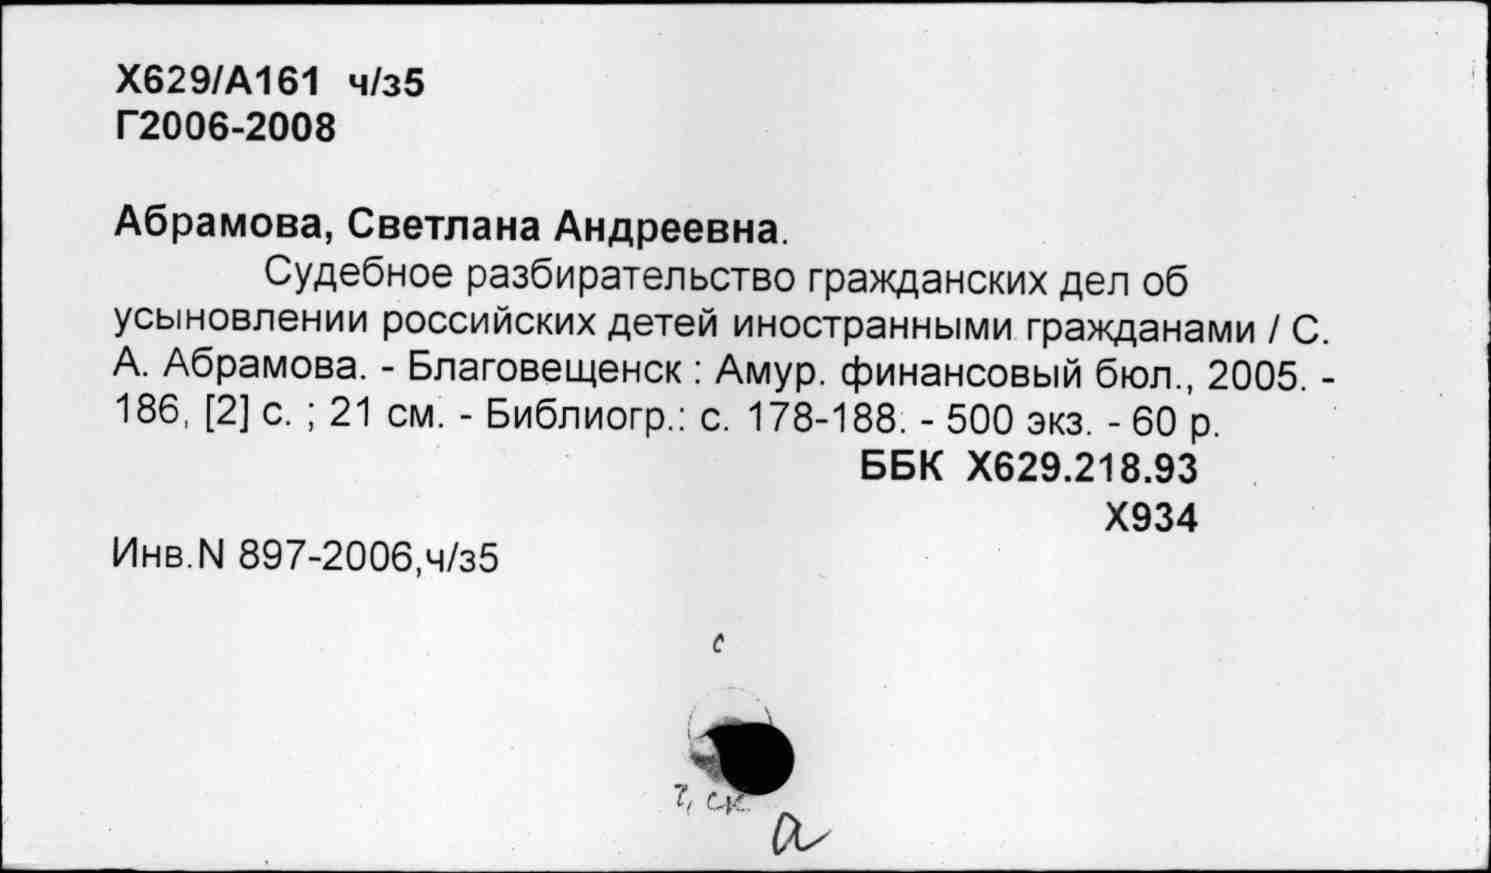 Х629/А161 ч/з5
Г2006-2008
Абрамова, Светлана Андреевна.
Судебное разбирательство гражданских дел об
усыновлении российских детей иностранными гражданами / С.
А. Абрамова. - Благовещенск : Амур. финансовый бюл., 2005. -
186, [2] с. ; 21 см. - Библиогр.: с. 178-188. - 500 экз. - 60 р.
ББК Х629.218.93
Х934
Инв.N 897-2006,ч/з5
с
а